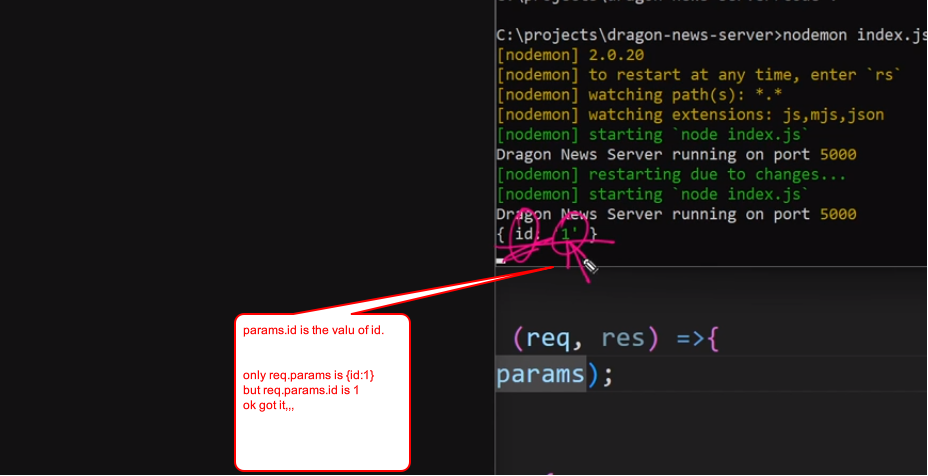 C:\projects\dragon-news-server>nodemon index.js
[nodemon] 2.0.20
[nodemon] to restart at any time, enter `rs`
[nodemon] watching path(s): *.*
[nodemon] watching extensions: js,mjs,json
[nodemon] starting `node index.js`
Dragon News Server running on port 5000
[nodemon] restarting due to changes...
[nodemon] starting `node index.js`
Dragon News Server running on port 5000
{ id: '1' }
params.id is the valu of id.
only req.params is {id:1}
but req.params.id is 1
ok got it,,,
(req, res) =>{
params);